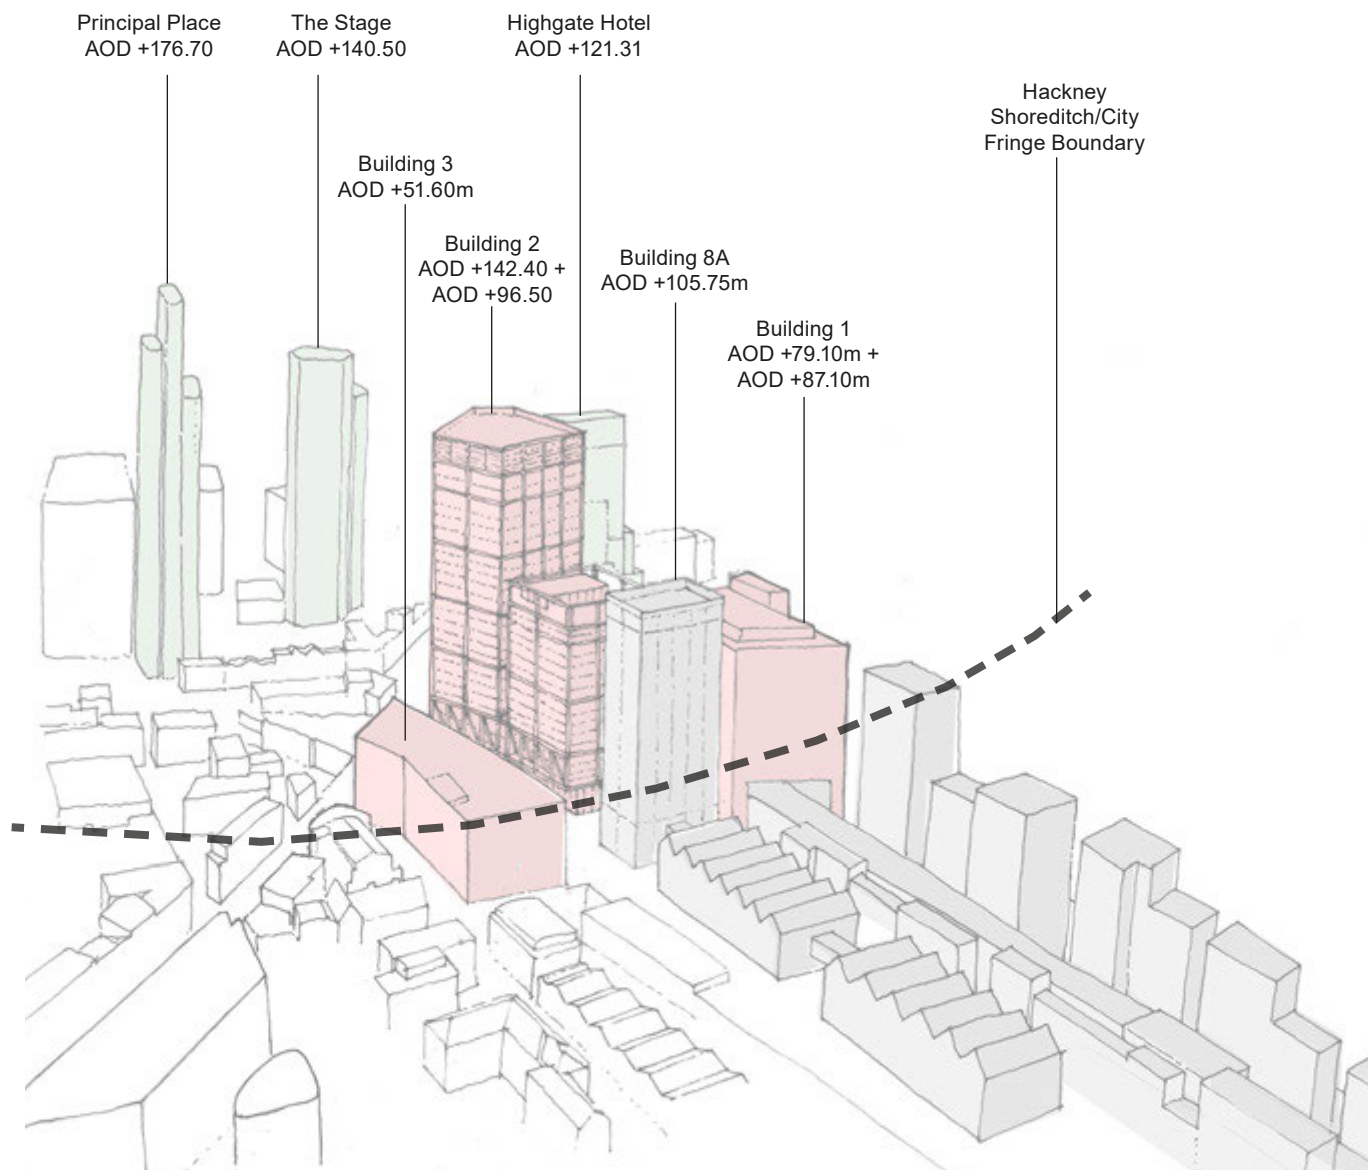 Principal Place
AOD +176.70
The Stage
AOD +140.50
Highgate Hotel
AOD +121.31
Hackney
Shoreditch/City
Fringe Boundary
Building 3
AOD +51.60m
Building 2
AOD +142.40 +
AOD +96.50
Building 8A
AOD +105.75m
Building 1
AOD +79.10m +
AOD +87.10m